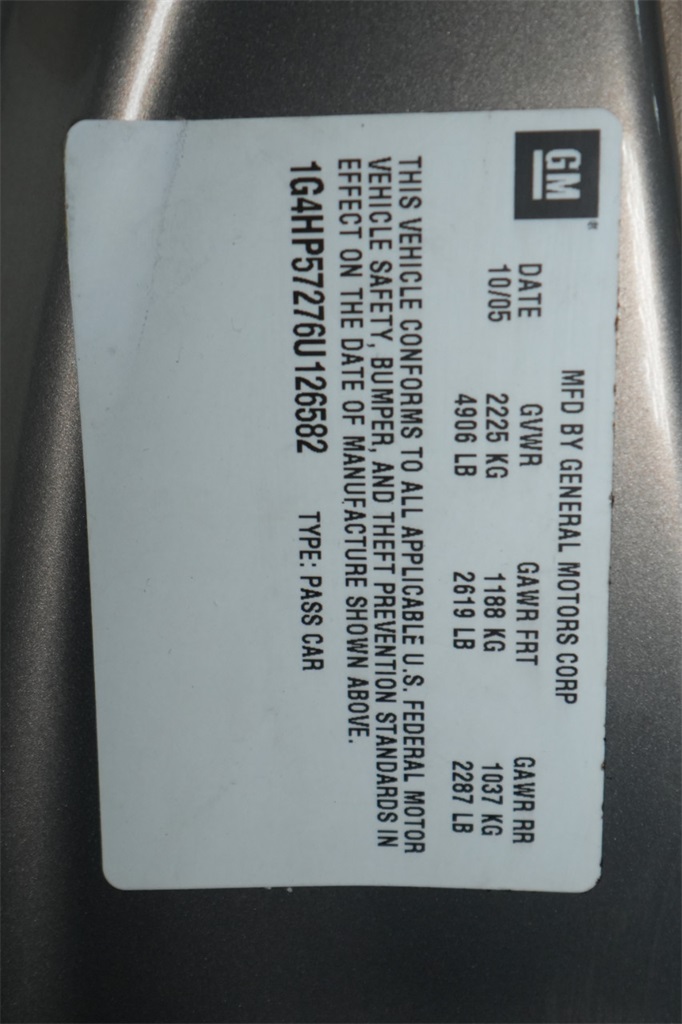 GM®
MFD BY GENERAL MOTORS CORP
DATE GVWR GAWR FRT GAWR RR
10/05 2225 KG 1188 KG 1037 KG
4906 LB 2619 LB 2287 LB
THIS VEHICLE CONFORMS TO ALL APPLICABLE U.S. FEDERAL MOTOR
VEHICLE SAFETY, BUMPER, AND THEFT PREVENTION STANDARDS IN
EFFECT ON THE DATE OF MANUFACTURE SHOWN ABOVE.
1G4HP57276U126582 TYPE: PASS CAR